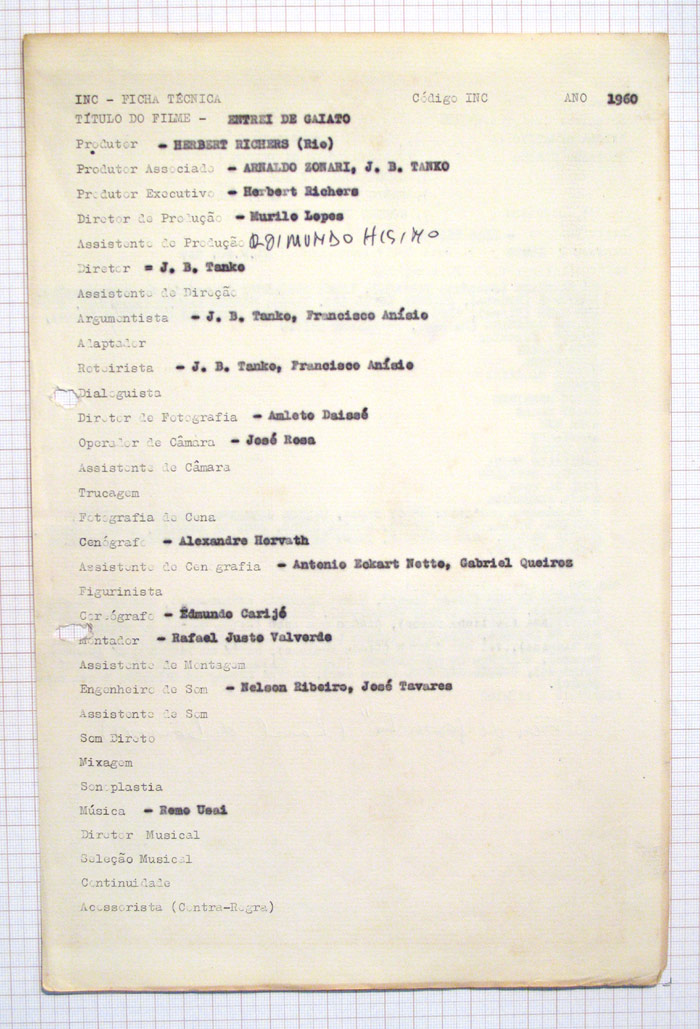 INC - FICHA TÉCNICA Código INC ANO 1960
TÍTULO DO FILME - ENTREI DE GAIATO
Produtor - HERBERT RICHERS (Rio)
Produtor Associado - ARNALDO ZONARI, J. B. TANKO
Produtor Executivo - Herbert Richers
Diretor de Produção - Murilo Lopes
Assistente de Produção
Diretor - J. B. Tanko
Assistente de Direção
Argumentista - J. B. Tanko, Francisco Anísio
Adaptador
Roteirista - J. B. Tanko, Francisco Anísio
Dialoguista
Diretor de Fotografia - Amleto Daissé
Operador de Câmara - José Rosa
Assistente de Câmara
Trucagem
Fotografia de Cena
Cenógrafo - Alexandre Horvath
Assistente de Cenografia - Antonio Eckart Netto, Gabriel Queiroz
Figurinista
Coreógrafo - Edmundo Carijó
Montador - Rafael Justo Valverde
Assistente de Montagem
Engenheiro de Som - Nelson Ribeiro, José Tavares
Assistente de Som
Som Direto
Mixagem
Sonoplastia
Música - Remo Usai
Diretor Musical
Seleção Musical
Continuidade
Acessorista (Contra-Regra)